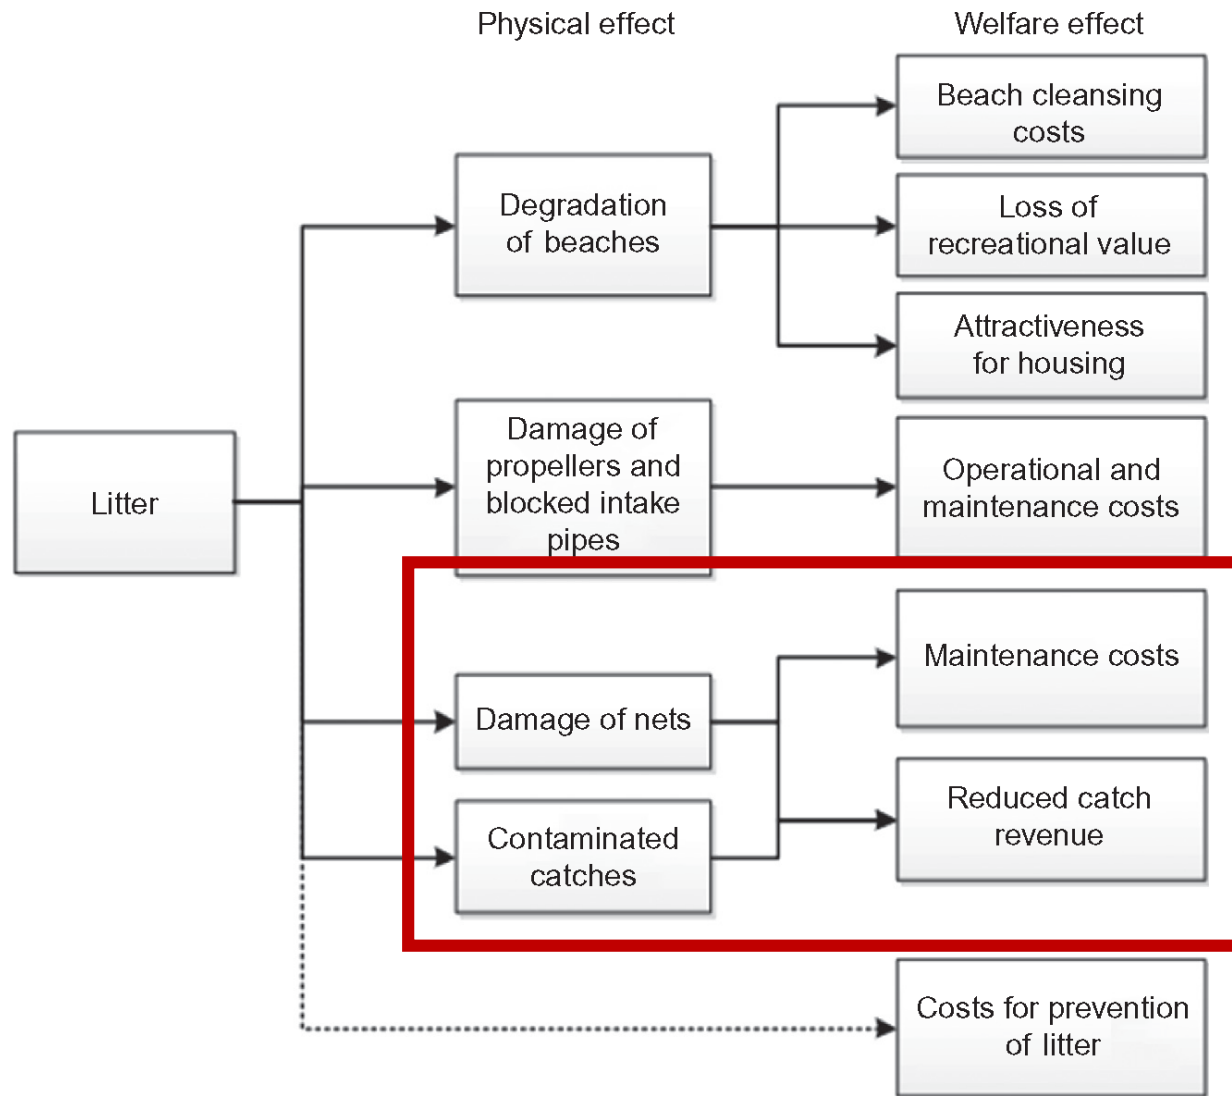 Physical effect
Welfare effect
Beach cleansing
costs
Degradation
of beaches
Loss of
recreational value
Attractiveness
for housing
Litter
Damage of
propellers and
blocked intake
pipes
Operational and
maintenance costs
Damage of nets
Maintenance costs
Contaminated
catches
Reduced catch
revenue
Costs for prevention
of litter